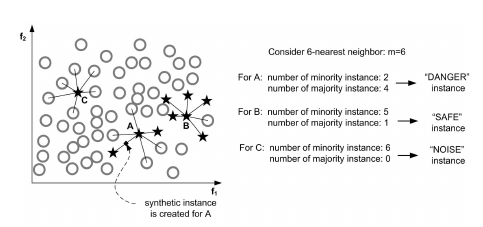 f2
Consider 6-nearest neighbor: m=6
For A: number of minority instance: 2
number of majority instance: 4
"DANGER"
instance
For B: number of minority instance: 5
number of majority instance: 1
"SAFE"
instance
For C: number of minority instance: 6
number of majority instance: 0
"NOISE"
instance
C
A
B
f1
synthetic instance
is created for A